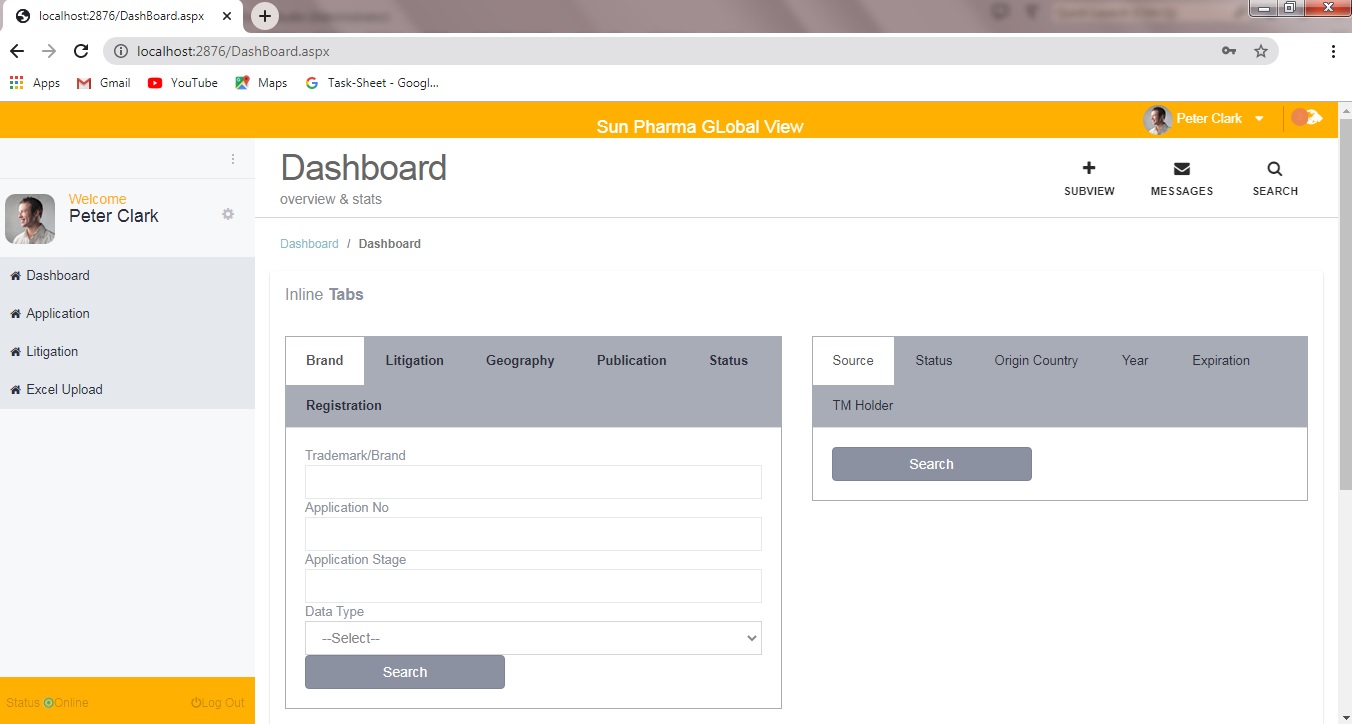 localhost:2876/DashBoard.aspx
localhost:2876/DashBoard.aspx
Apps Gmail YouTube Maps Task-Sheet - Googl...
Sun Pharma GLobal View
Peter Clark
Welcome
Peter Clark
Dashboard
Application
Litigation
Excel Upload
Status Online Log Out
Dashboard
overview & stats
SUBVIEW MESSAGES SEARCH
Dashboard / Dashboard
Inline Tabs
Brand Litigation Geography Publication Status
Registration
Trademark/Brand
Application No
Application Stage
Data Type
--Select--
Search
Source Status Origin Country Year Expiration
TM Holder
Search